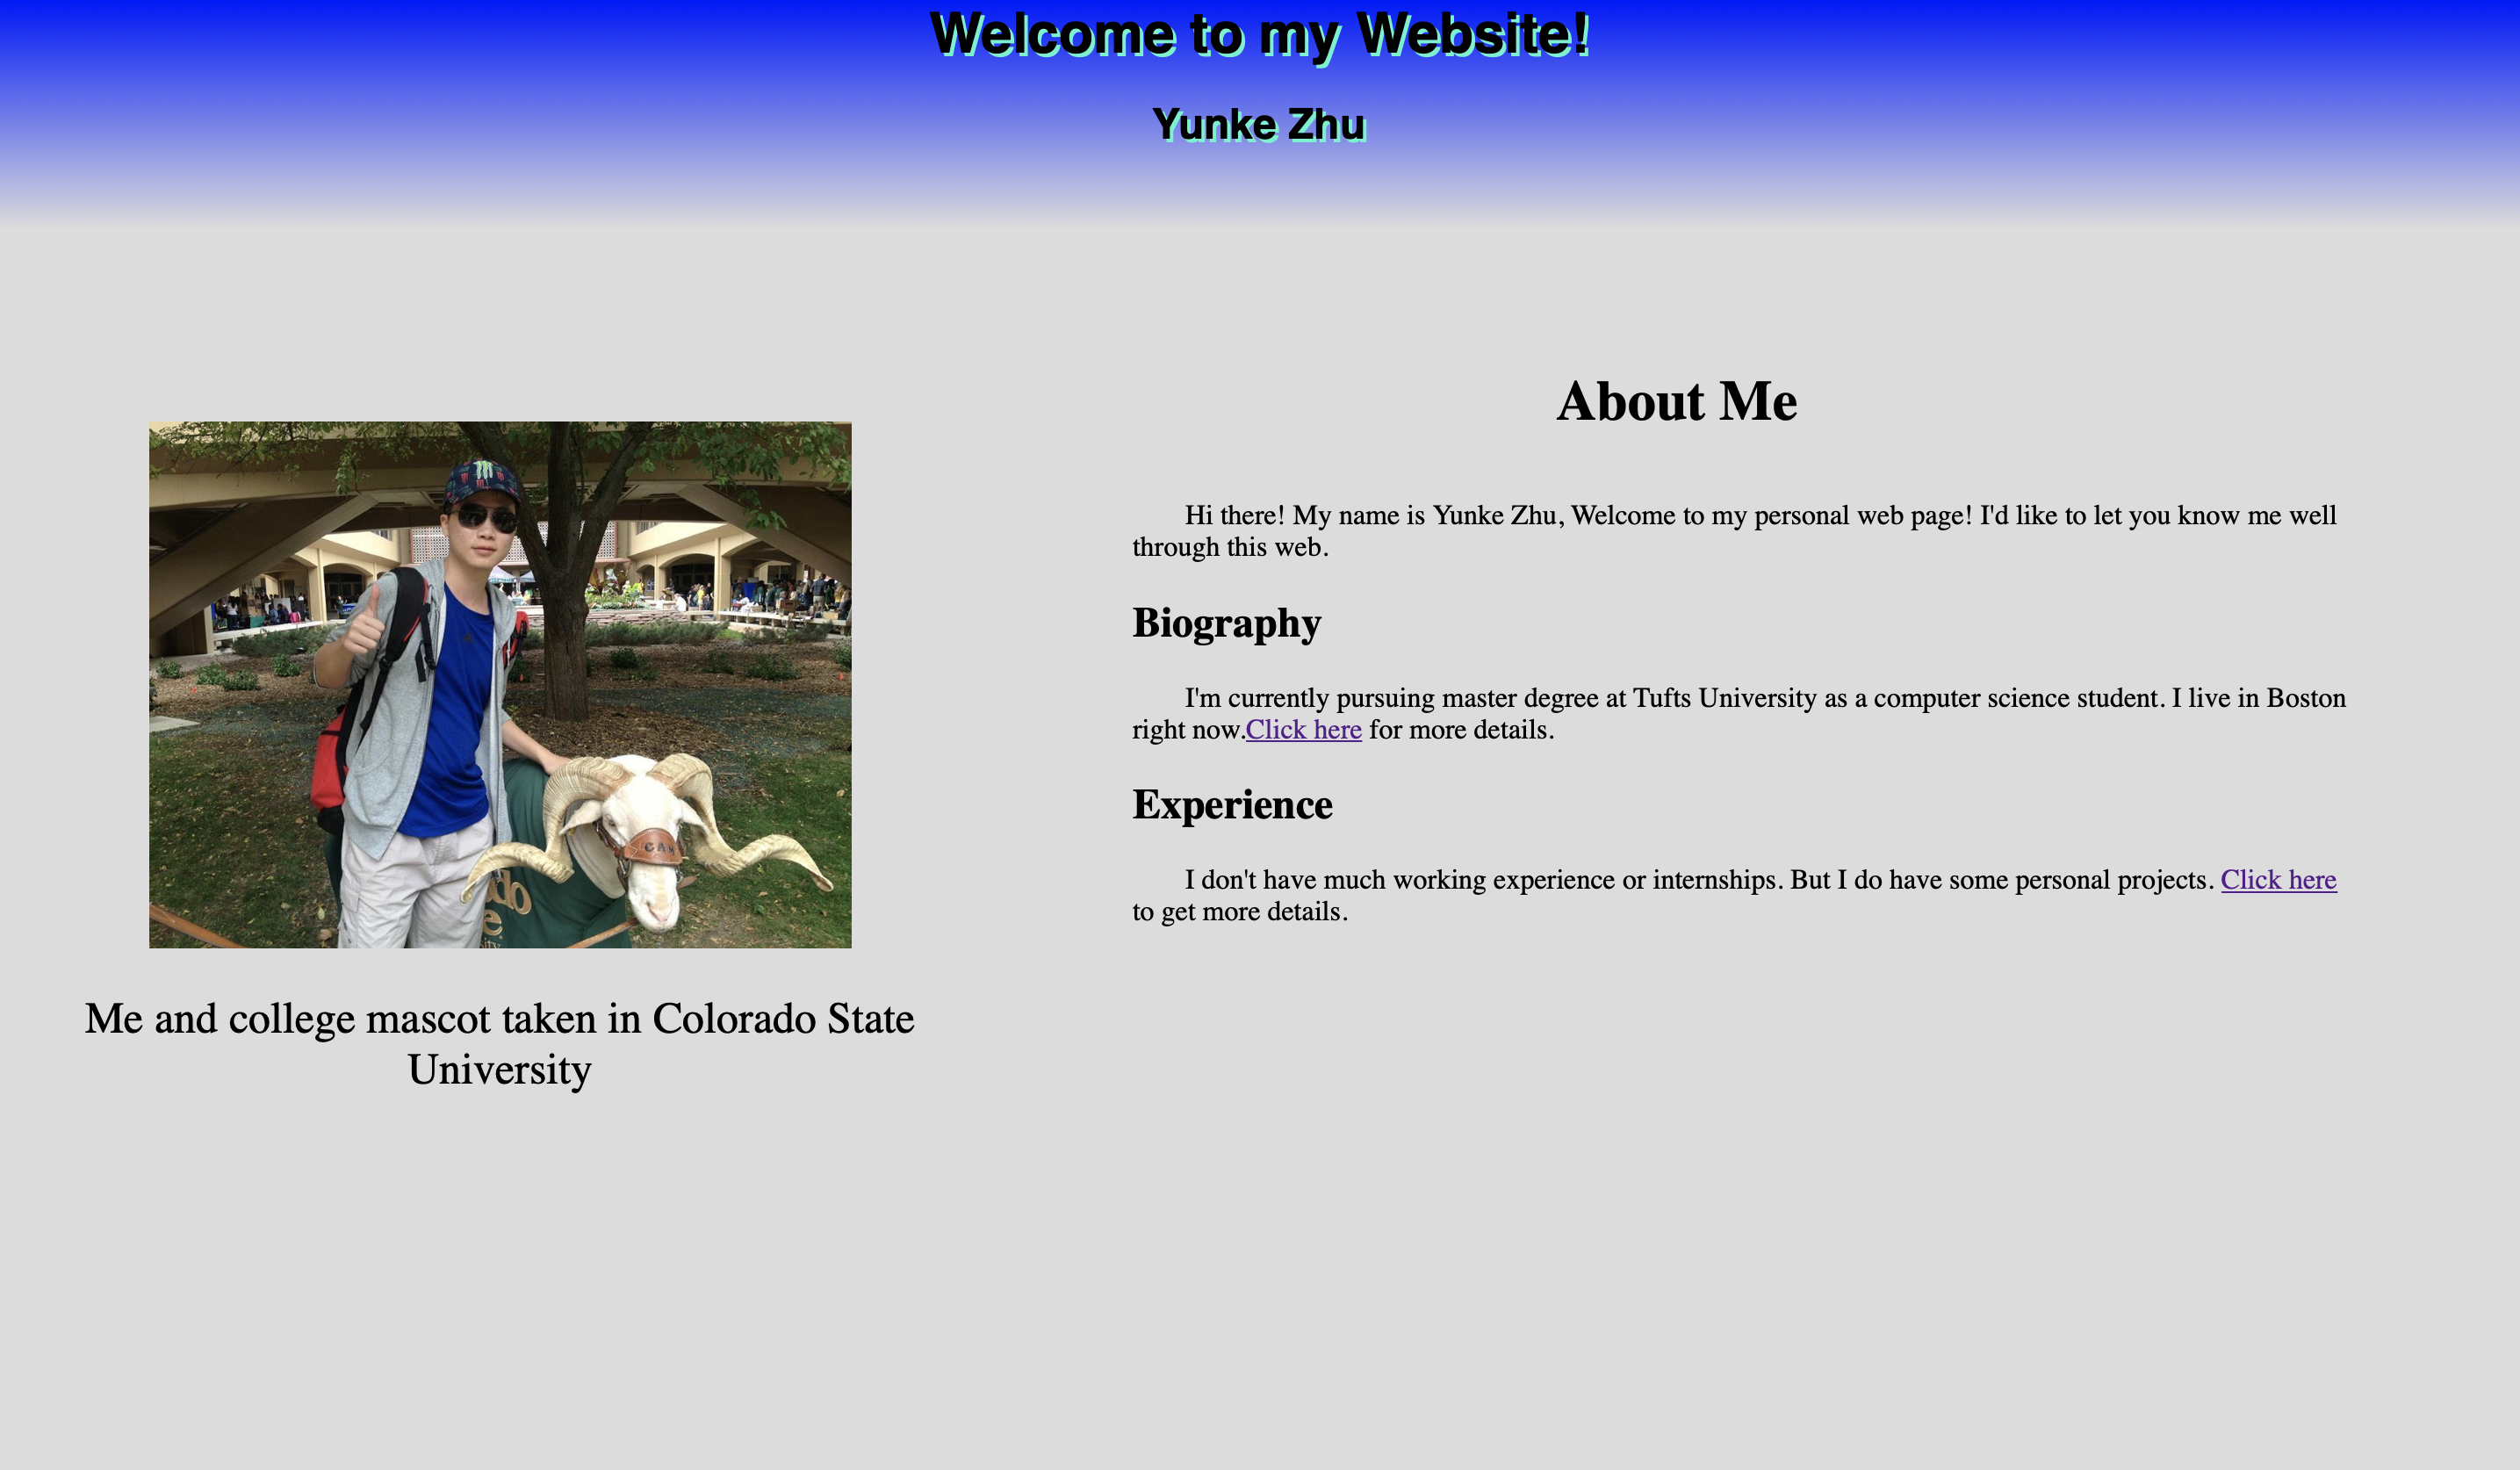 Welcome to my Website!
Yunke Zhu
About Me
Hi there! My name is Yunke Zhu, Welcome to my personal web page! I'd like to let you know me well
through this web.
Biography
I'm currently pursuing master degree at Tufts University as a computer science student. I live in Boston
right now.Click here for more details.
Experience
I don't have much working experience or internships. But I do have some personal projects. Click here
to get more details.
CAM
Me and college mascot taken in Colorado State
University